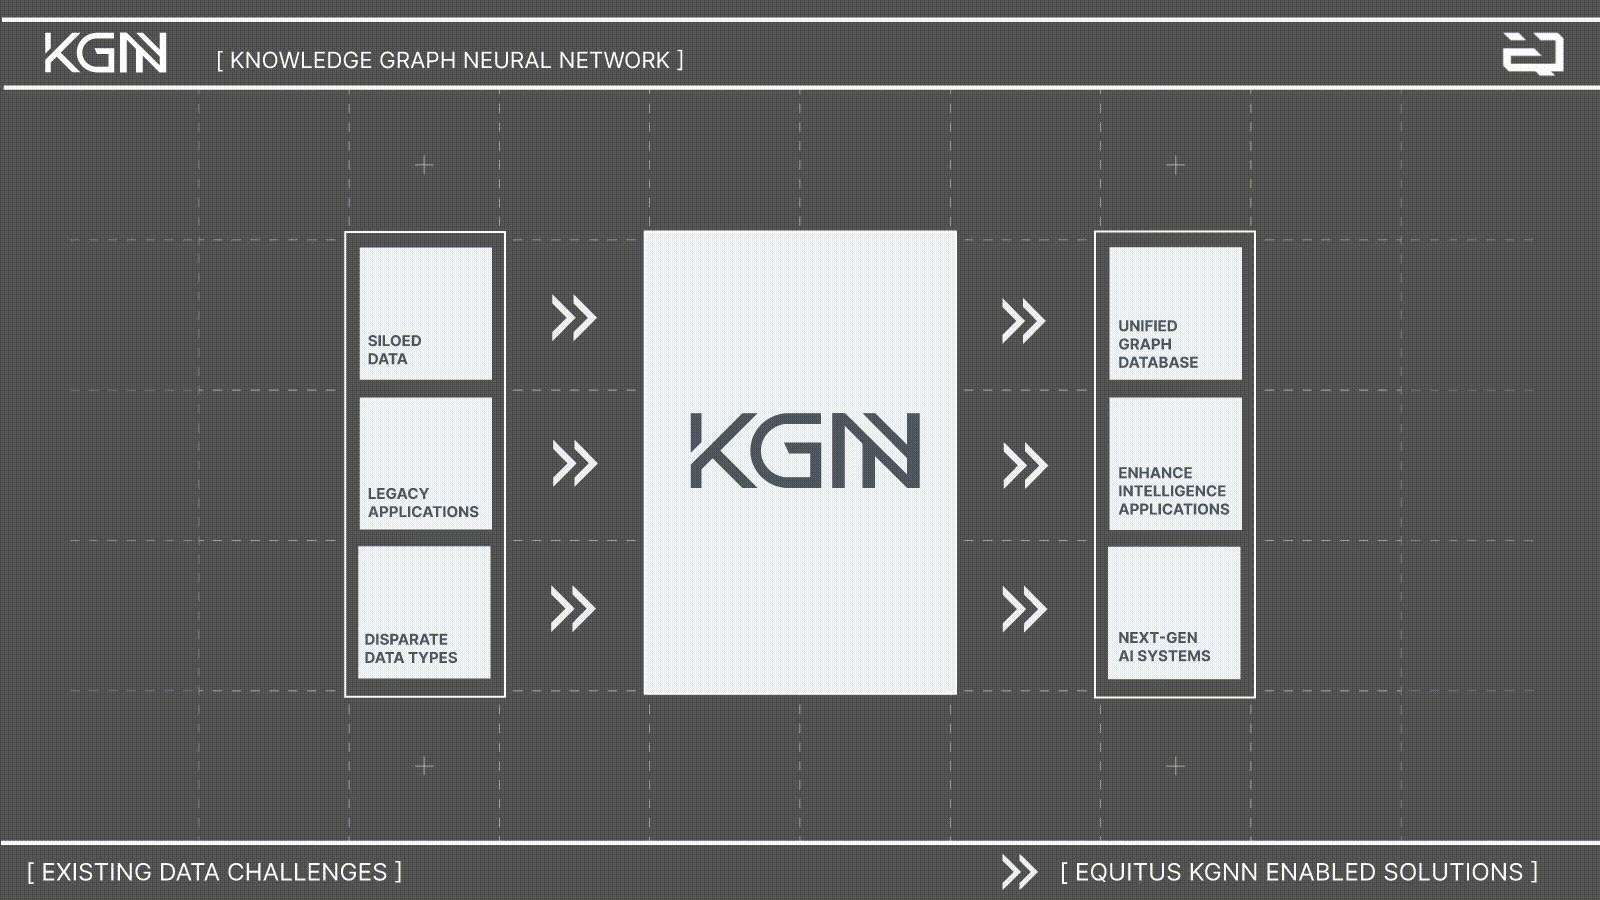 KGNN
[ KNOWLEDGE GRAPH NEURAL NETWORK ]
SILOED
DATA
LEGACY
APPLICATIONS
DISPARATE
DATA TYPES
KGNN
UNIFIED
GRAPH
DATABASE
ENHANCE
INTELLIGENCE
APPLICATIONS
NEXT-GEN
AI SYSTEMS
[ EXISTING DATA CHALLENGES ]
[ EQUITUS KGNN ENABLED SOLUTIONS ]